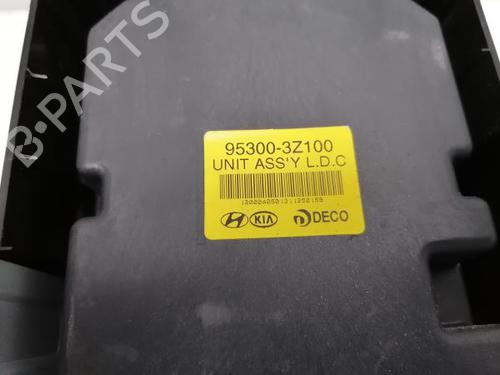 95300-3Z100
UNIT ASS'Y L.D.C
KIA
DECO
B-PARTS